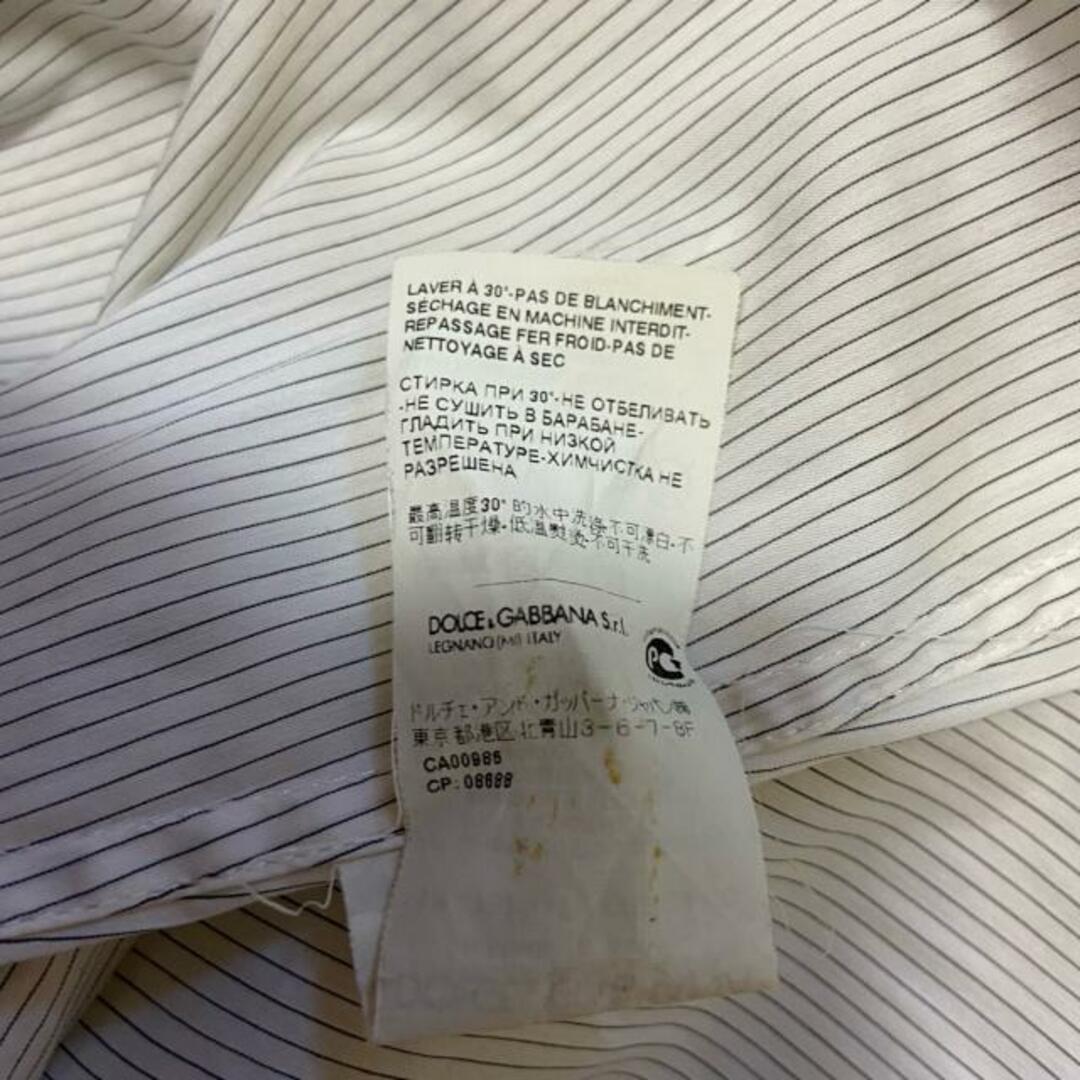 LAVER À 30°-PAS DE BLANCHIMENT-
SÉCHAGE EN MACHINE INTERDIT-
REPASSAGE FER FROID-PAS DE
NETTOYAGE À SEC
СТИРКА ПРИ 30°-НЕ ОТБЕЛИВАТЬ
-НЕ СУШИТЬ В БАРАБАНЕ-
ГЛАДИТЬ ПРИ НИЗКОЙ
ТЕМПЕРАТУРЕ-ХИМЧИСТКА НЕ
РАЗРЕШЕНА
最高温度30°的水中洗涤·不可漂白·不
可翻转干燥·低温熨烫·不可干洗
DOLCE & GABBANA S.r.l.
LEGNANO (MI) ITALY
PC
ドルチェ・アンド・ガッバーナ・ジャパン㈱
東京都港区北青山3-6-7-8F
CA00985
CP: 08688